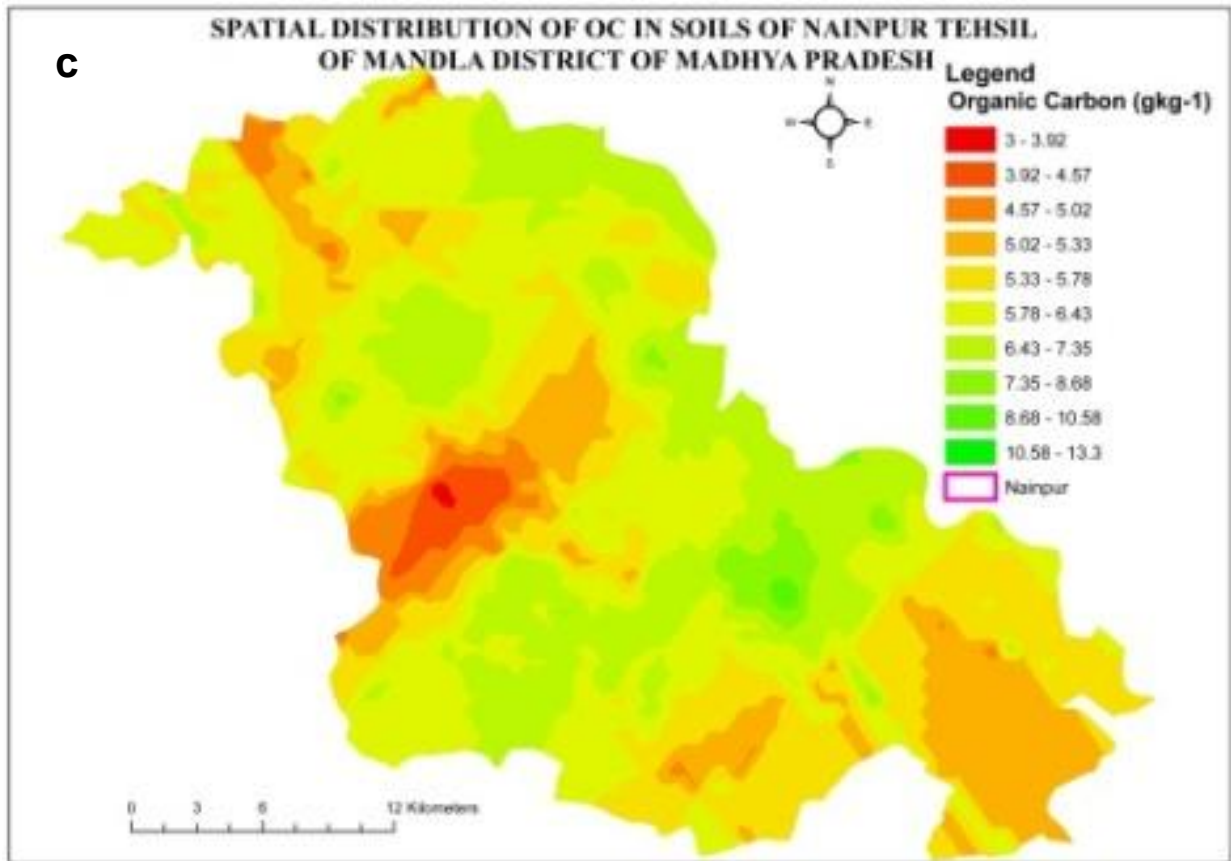 SPATIAL DISTRIBUTION OF OC IN SOILS OF NAINPUR TEHSIL
OF MANDLA DISTRICT OF MADHYA PRADESH
c
N
W
E
S
Legend
Organic Carbon (gkg-1)
3 - 3.92
3.92 - 4.57
4.57 - 5.02
5.02 - 5.33
5.33 - 5.78
5.78 - 6.43
6.43 - 7.35
7.35 - 8.68
8.68 - 10.58
10.58 - 13.3
Nainpur
0 3 6 12 Kilometers